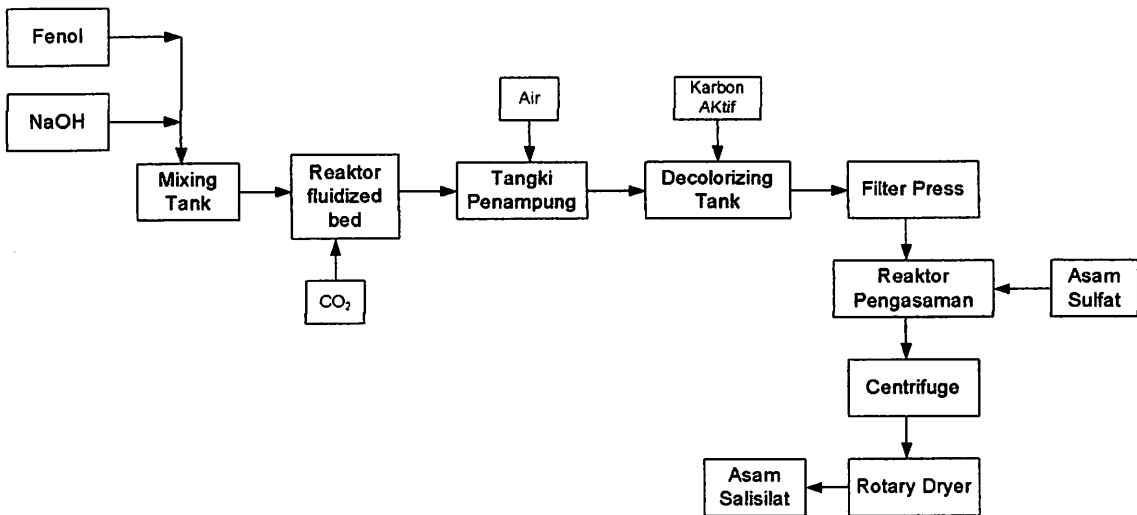 Fenol
NaOH
Mixing
Tank
Reaktor
fluidized
bed
CO₂
Air
Tangki
Penampung
Karbon
AKtif
Decolorizing
Tank
Filter Press
Reaktor
Pengasaman
Asam
Sulfat
Centrifuge
Rotary Dryer
Asam
Salisilat